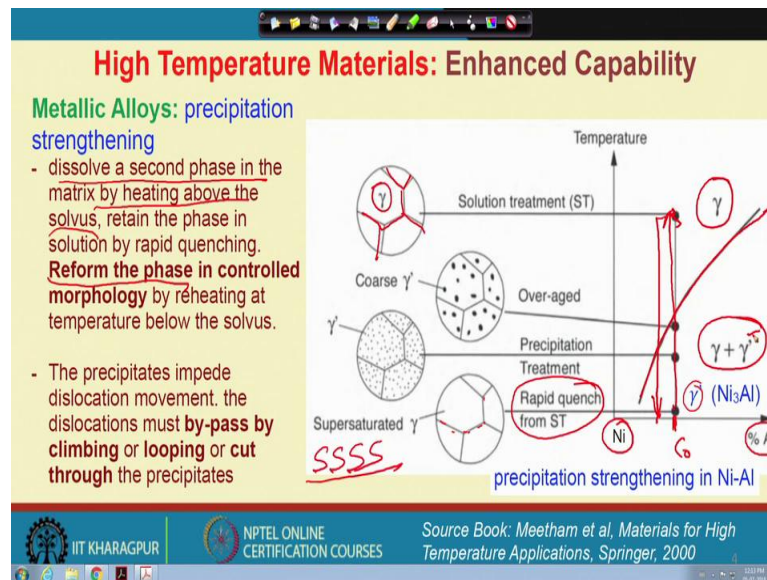 High Temperature Materials: Enhanced Capability
Metallic Alloys: precipitation
strengthening
- dissolve a second phase in the
matrix by heating above the
solvus, retain the phase in
solution by rapid quenching.
Reform the phase in controlled
morphology by reheating at
temperature below the solvus.
- The precipitates impede
dislocation movement. the
dislocations must by-pass by
climbing or looping or cut
through the precipitates
Temperature
γ
Solution treatment (ST)
γ
Coarse γ'
Over-aged
γ'
Precipitation
Treatment
γ + γ'
Rapid quench
from ST
γ' (Ni₃Al)
Supersaturated γ
SSSS
Ni
C₀
% A
precipitation strengthening in Ni-Al
IIT KHARAGPUR
NPTEL ONLINE
CERTIFICATION COURSES
Source Book: Meetham et al, Materials for High
Temperature Applications, Springer, 2000
4